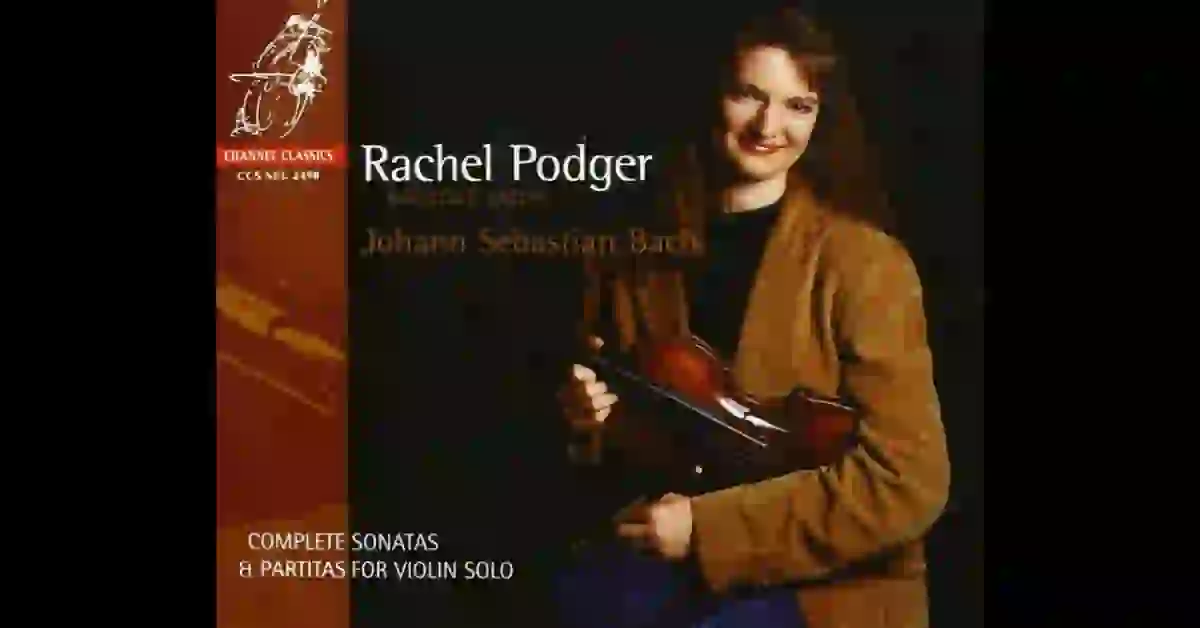 CHANNEL CLASSICS
Rachel Podger
Johann Sebastian Bach
COMPLETE SONATAS
& PARTITAS FOR VIOLIN SOLO